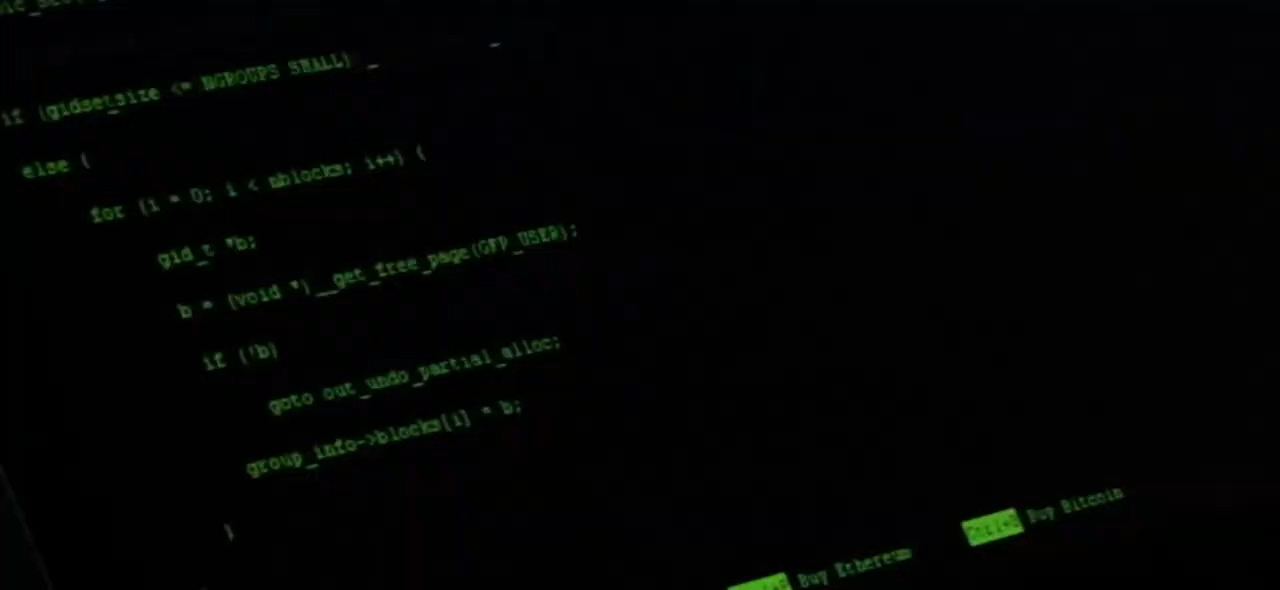 if (gidsetsize <= NGROUPS_SMALL) _
else {
for (i = 0; i < nblocks; i++) {
gid_t *b;
b = (void *)__get_free_page(GFP_USER);
if (!b)
goto out_undo_partial_alloc;
group_info->blocks[i] = b;
}
Ctrl+B Buy Bitcoin
Buy Ethereum